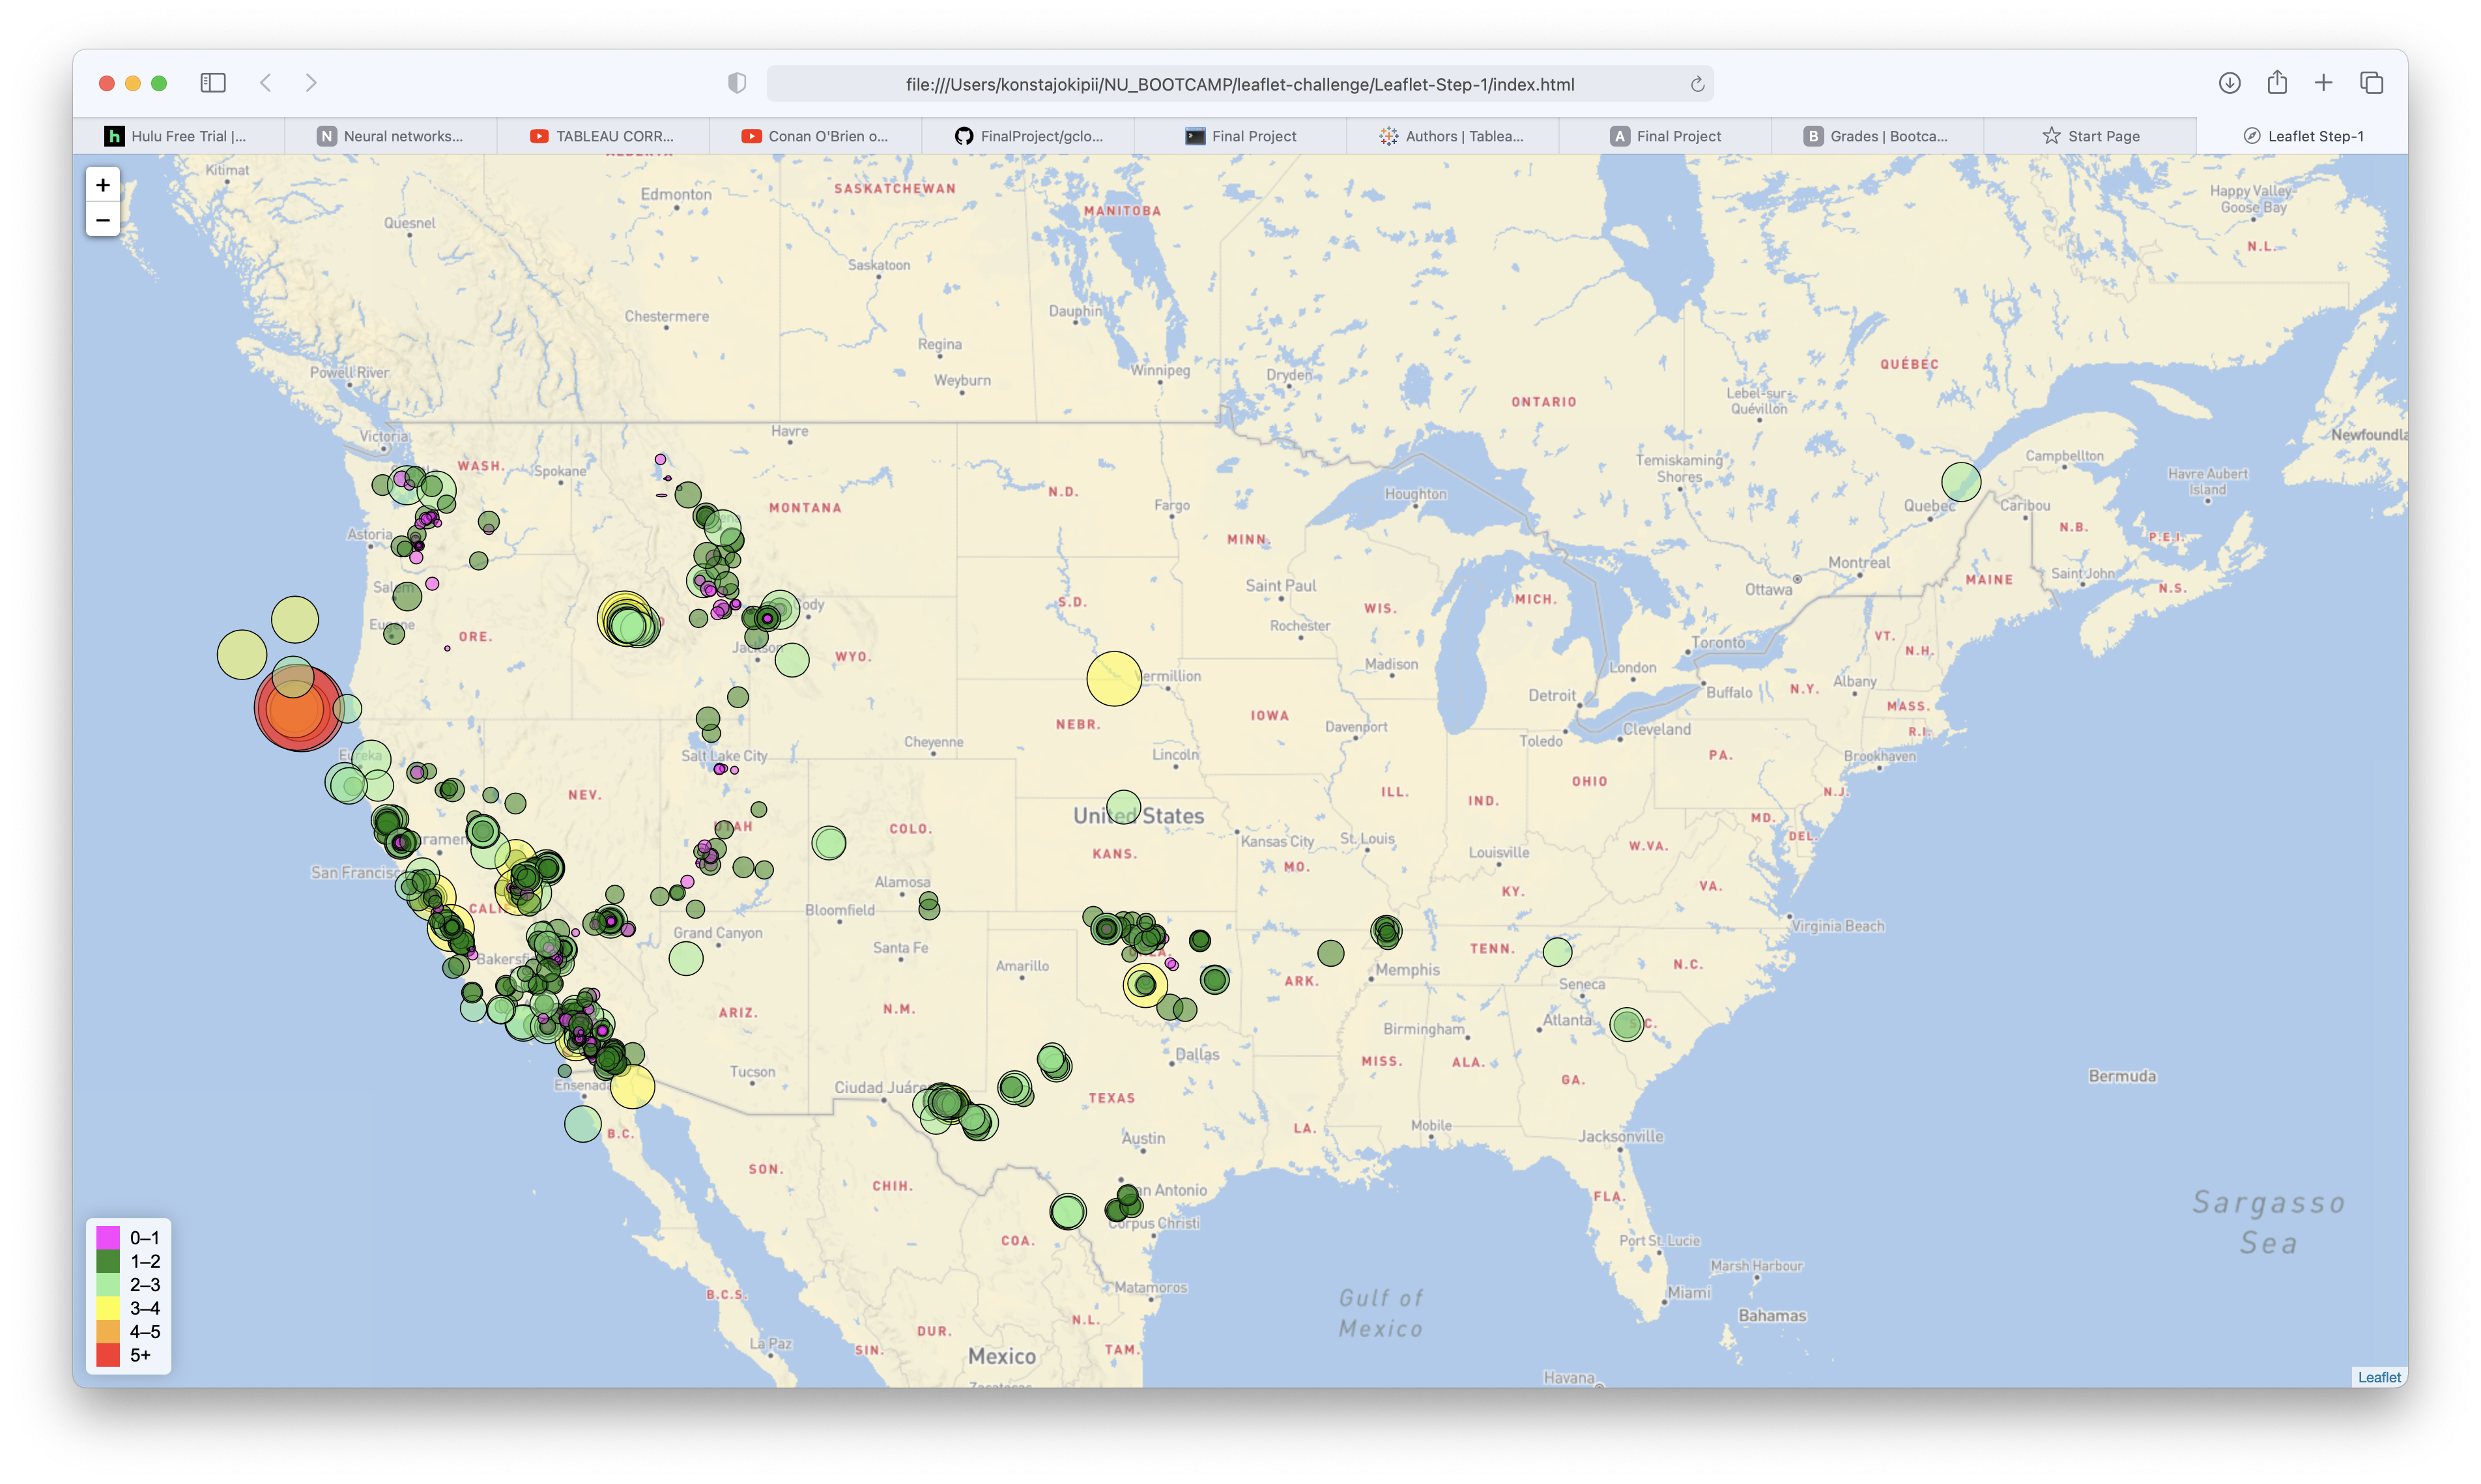 file:///Users/konstajokipii/NU_BOOTCAMP/leaflet-challenge/Leaflet-Step-1/index.html
Hulu Free Trial |...
Neural networks...
TABLEAU CORR...
Conan O'Brien o...
FinalProject/gclo...
Final Project
Authors | Tablea...
Final Project
Grades | Bootca...
Start Page
Leaflet Step-1
+
−
Kitimat
Quesnel
Edmonton
SASKATCHEWAN
MANITOBA
Happy Valley-
Goose Bay
N.L.
Saskatoon
Chestermere
Dauphin
Regina
Weyburn
Winnipeg
Dryden
ONTARIO
QUÉBEC
Lebel-sur-
Quévillon
Powell River
Victoria
Havre
Newfoundla
WASH.
Spokane
MONTANA
N.D.
Fargo
Houghton
Temiskaming
Shores
Campbellton
Havre Aubert
Island
Quebec
Caribou
N.B.
P.E.I.
Astoria
MINN.
Montreal
Ottawa
MAINE
Saint John
N.S.
Salem
Saint Paul
WIS.
MICH.
S.D.
Rochester
Eugene
ORE.
Cody
Jackson
WYO.
Toronto
VT.
N.H.
Vermillion
Madison
London
Detroit
Buffalo
N.Y.
Albany
MASS.
R.I.
NEBR.
IOWA
Davenport
Toledo
Cleveland
Eureka
Salt Lake City
Cheyenne
Lincoln
PA.
Brookhaven
NEV.
ILL.
IND.
OHIO
N.J.
UTAH
COLO.
United States
MD.
DEL.
Kansas City
St. Louis
Louisville
W.VA.
San Francisc
KANS.
MO.
KY.
VA.
Alamosa
CALI
Bloomfield
Virginia Beach
Grand Canyon
Santa Fe
Amarillo
TENN.
N.C.
Bakersfi
Memphis
ARK.
Seneca
ARIZ.
N.M.
Birmingham
Atlanta
S.C.
Dallas
MISS.
ALA.
GA.
Tucson
Ensenada
Ciudad Juáre
TEXAS
Bermuda
B.C.
Austin
LA.
Mobile
Jacksonville
SON.
CHIH.
an Antonio
FLA.
Corpus Christi
COA.
Port St. Lucie
Sargasso
Sea
B.C.S.
Matamoros
Marsh Harbour
Miami
Bahamas
Gulf of
Mexico
N.L.
DUR.
La Paz
SIN.
Mexico
TAM.
Zacatecas
Havana
0–1
1–2
2–3
3–4
4–5
5+
Leaflet